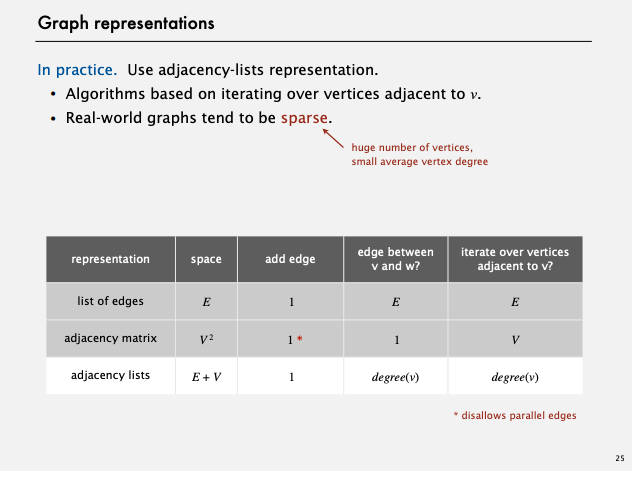 Graph representations
In practice. Use adjacency-lists representation.
• Algorithms based on iterating over vertices adjacent to v.
• Real-world graphs tend to be sparse.
huge number of vertices,
small average vertex degree
representation space add edge edge between v and w? iterate over vertices adjacent to v?
list of edges E 1 E E
adjacency matrix V² 1 * 1 V
adjacency lists E + V 1 degree(v) degree(v)
* disallows parallel edges
25